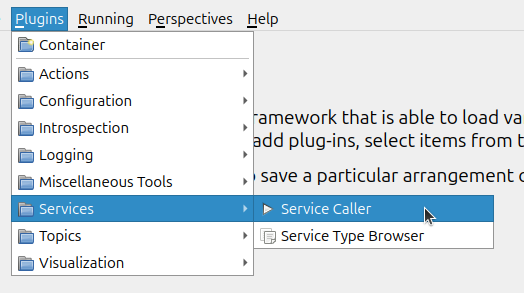 Plugins Running Perspectives Help
Container
Actions
Configuration
Introspection
ramework that is able to load va
Logging
add plug-ins, select items from t
Miscellaneous Tools
save a particular arrangement
Services
Service Caller
Topics
Service Type Browser
Visualization